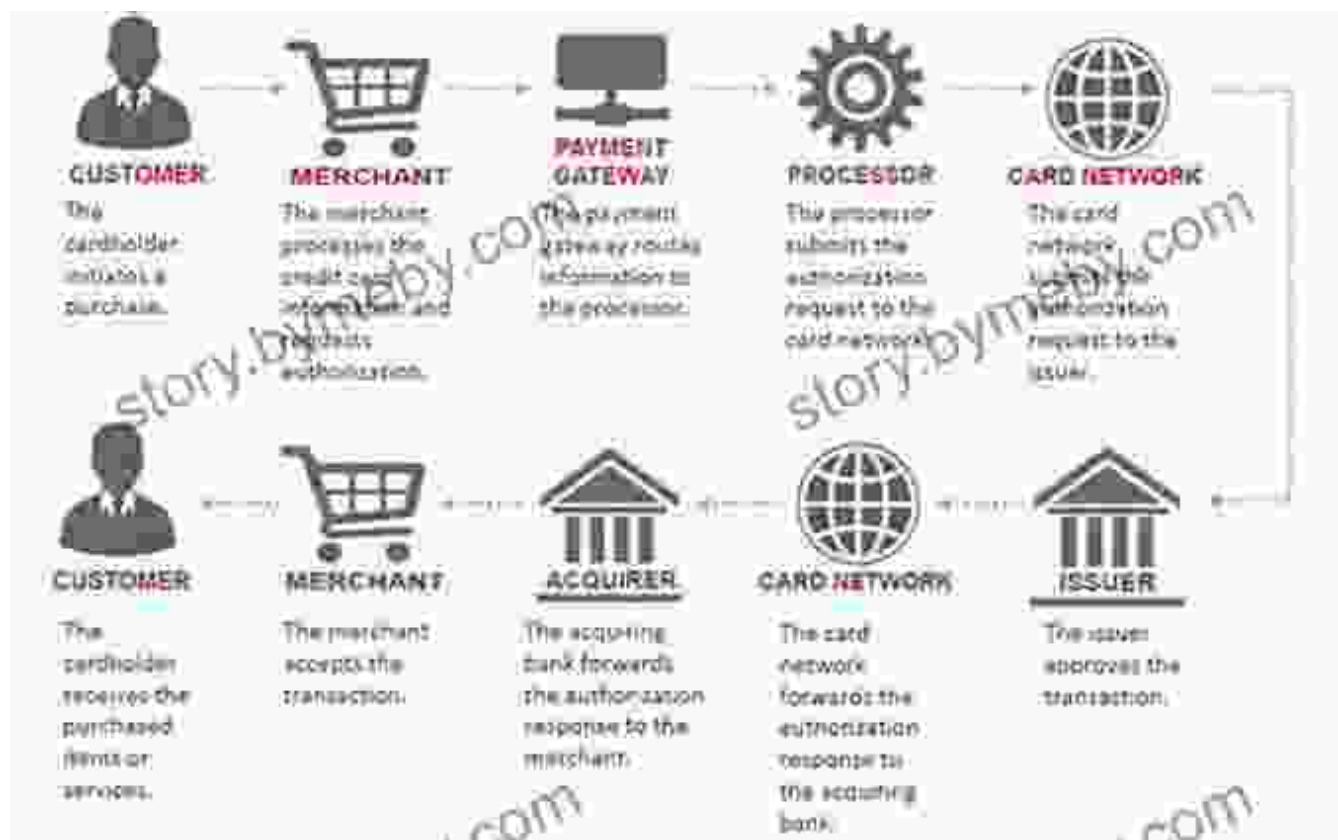 CUSTOMER
The
cardholder
initiates a
purchase.
MERCHANT
The merchant
processes the
credit card
information and
requests
authorization.
PAYMENT
GATEWAY
The payment
gateway routes
information to
the processor.
PROCESSOR
The processor
submits the
authorization
request to the
card network.
CARD NETWORK
The card
network
submits the
authorization
request to the
issuer.
CUSTOMER
The
cardholder
receives the
purchased
items or
services.
MERCHANT
The merchant
accepts the
transaction.
ACQUIRER
The acquiring
bank forwards
the authorization
response to the
merchant.
CARD NETWORK
The card
network
forwards the
authorization
response to
the acquiring
bank.
ISSUER
The issuer
approves the
transaction.
story.bymeby.com
story.bymeby.com
.com
.com